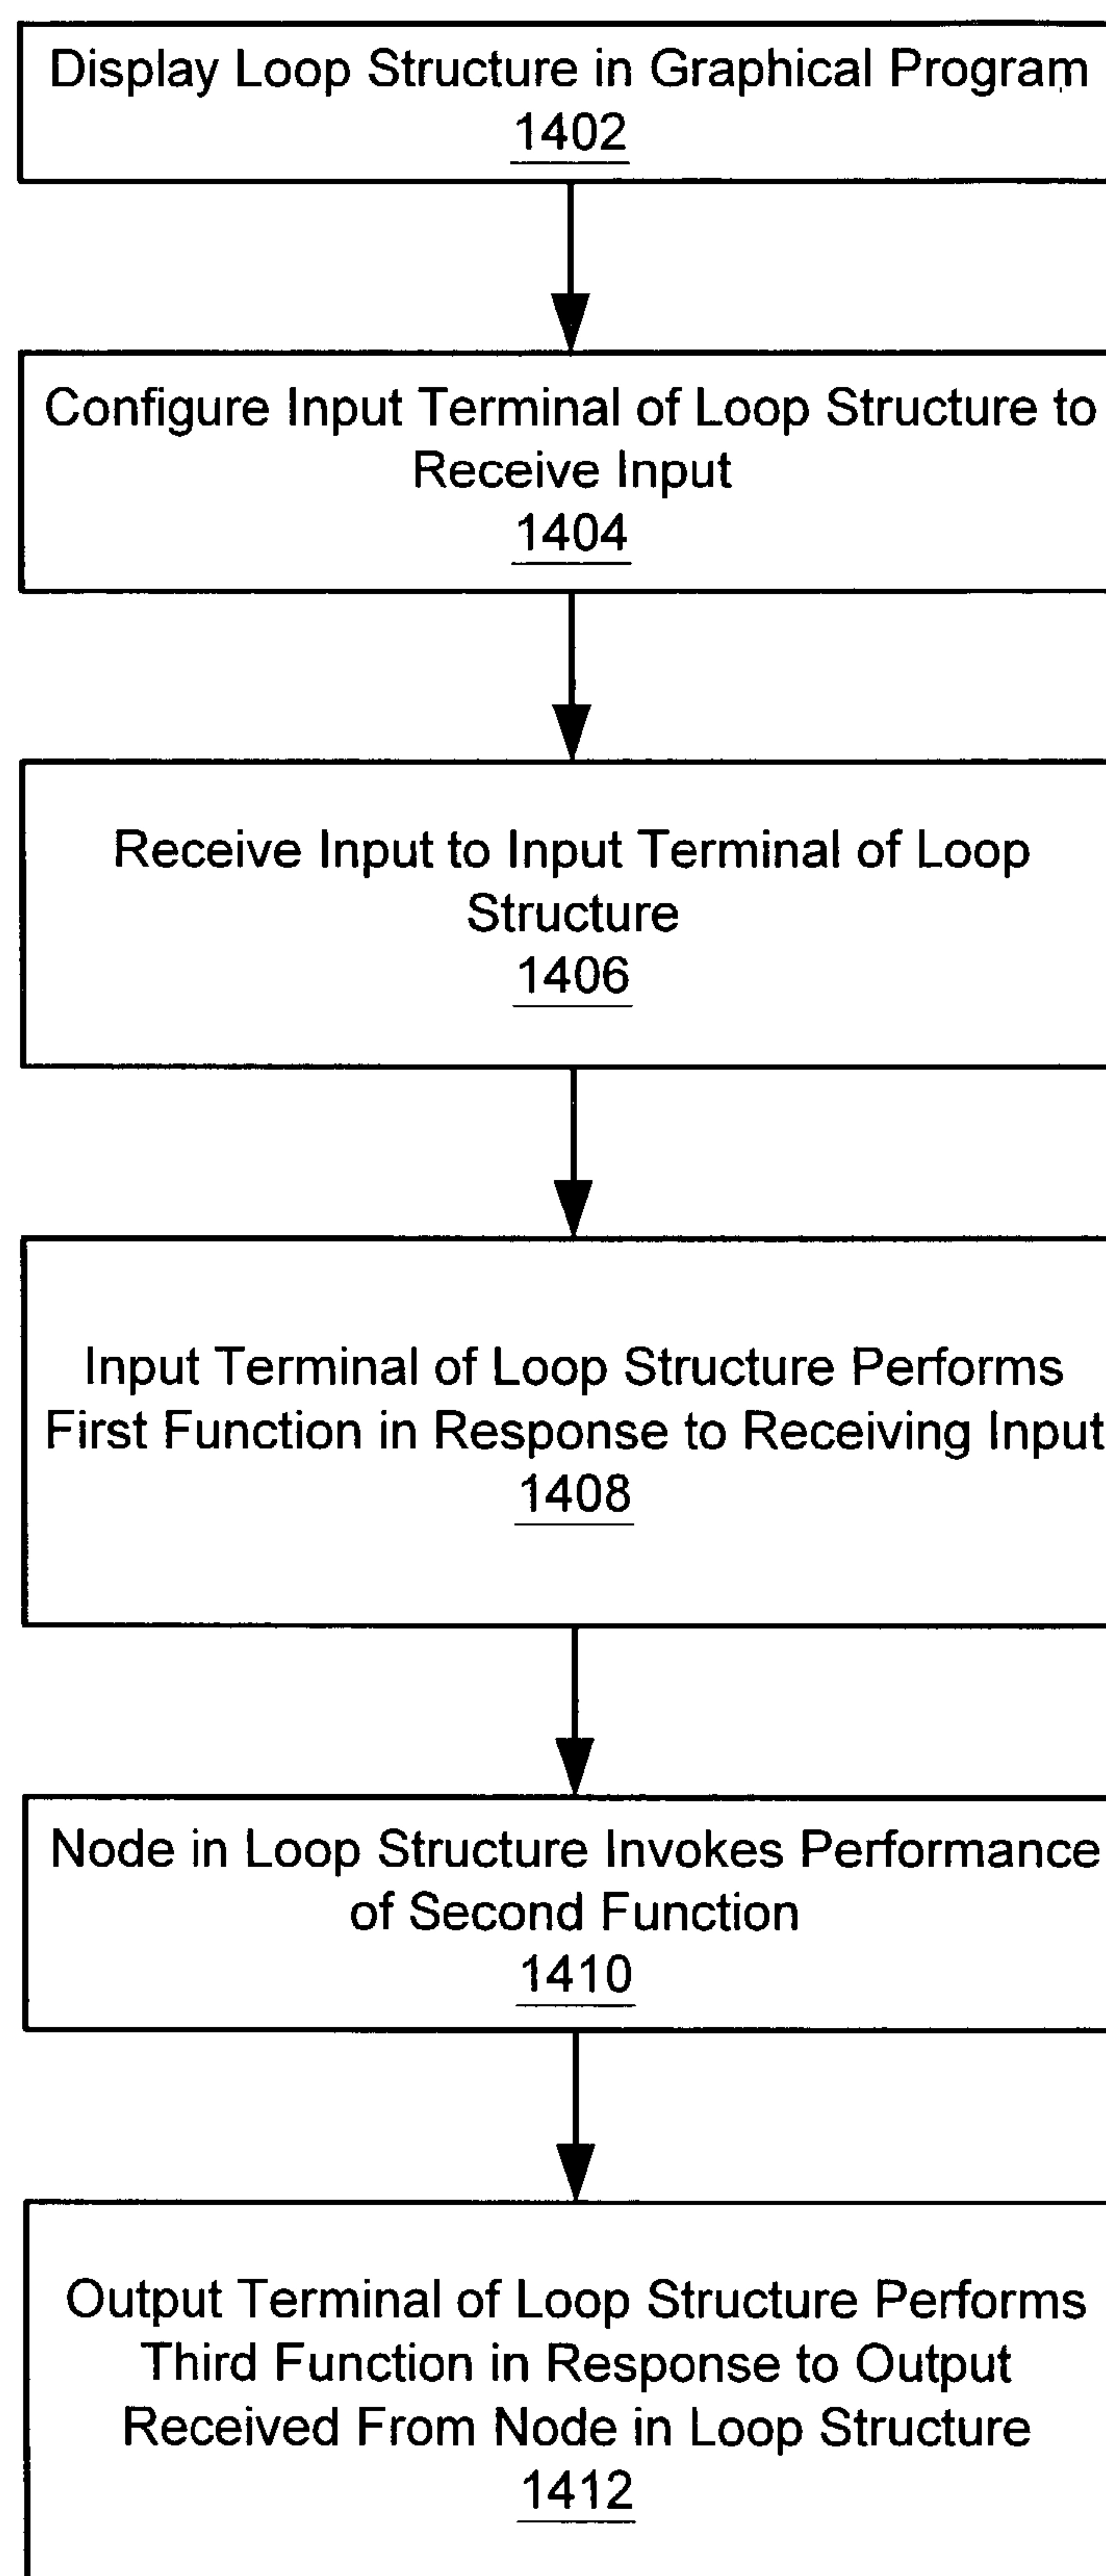 Display Loop Structure in Graphical Program
1402
Configure Input Terminal of Loop Structure to
Receive Input
1404
Receive Input to Input Terminal of Loop
Structure
1406
Input Terminal of Loop Structure Performs
First Function in Response to Receiving Input
1408
Node in Loop Structure Invokes Performance
of Second Function
1410
Output Terminal of Loop Structure Performs
Third Function in Response to Output
Received From Node in Loop Structure
1412